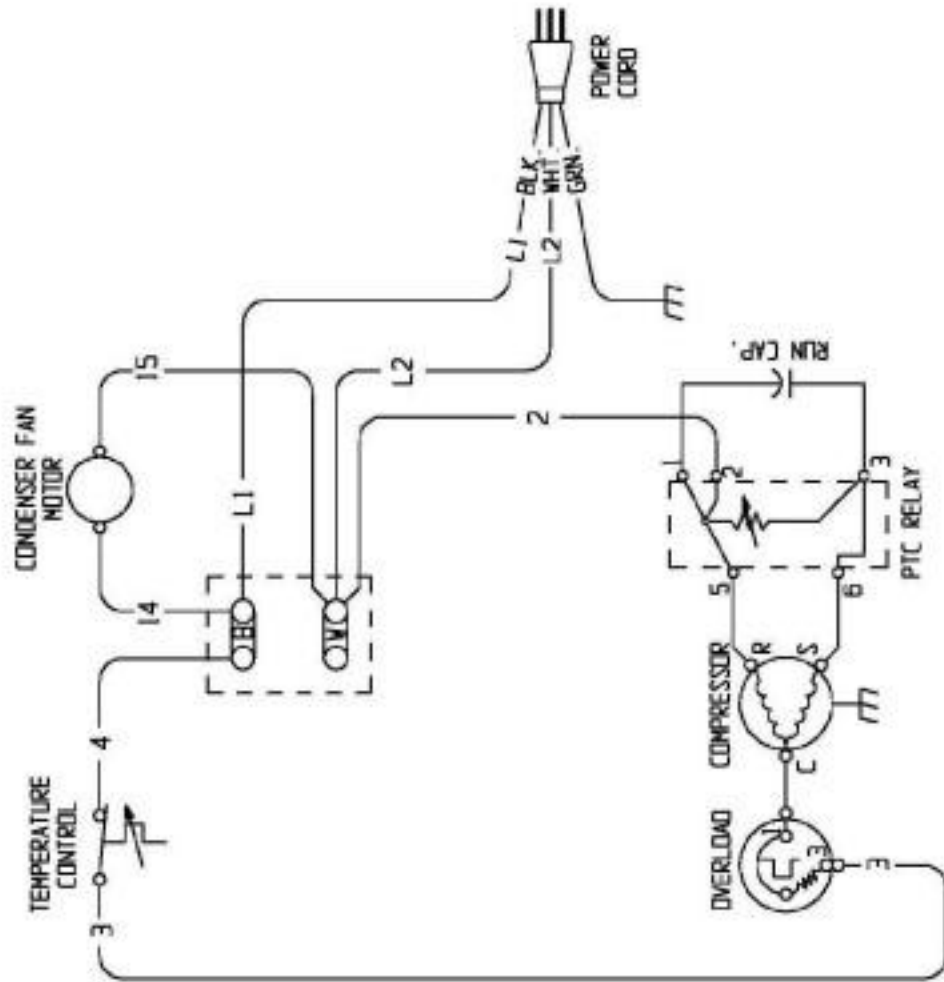 CONDENSER FAN
MOTOR
15
14
L1
L1
BLK.
WHT.
GRN.
L2
L2
POWER
CORD
B
W
2
TEMPERATURE
CONTROL
4
3
RUN CAP.
1
2
3
PTC RELAY
5
6
COMPRESSOR
R
S
C
OVERLOAD
1
3
3